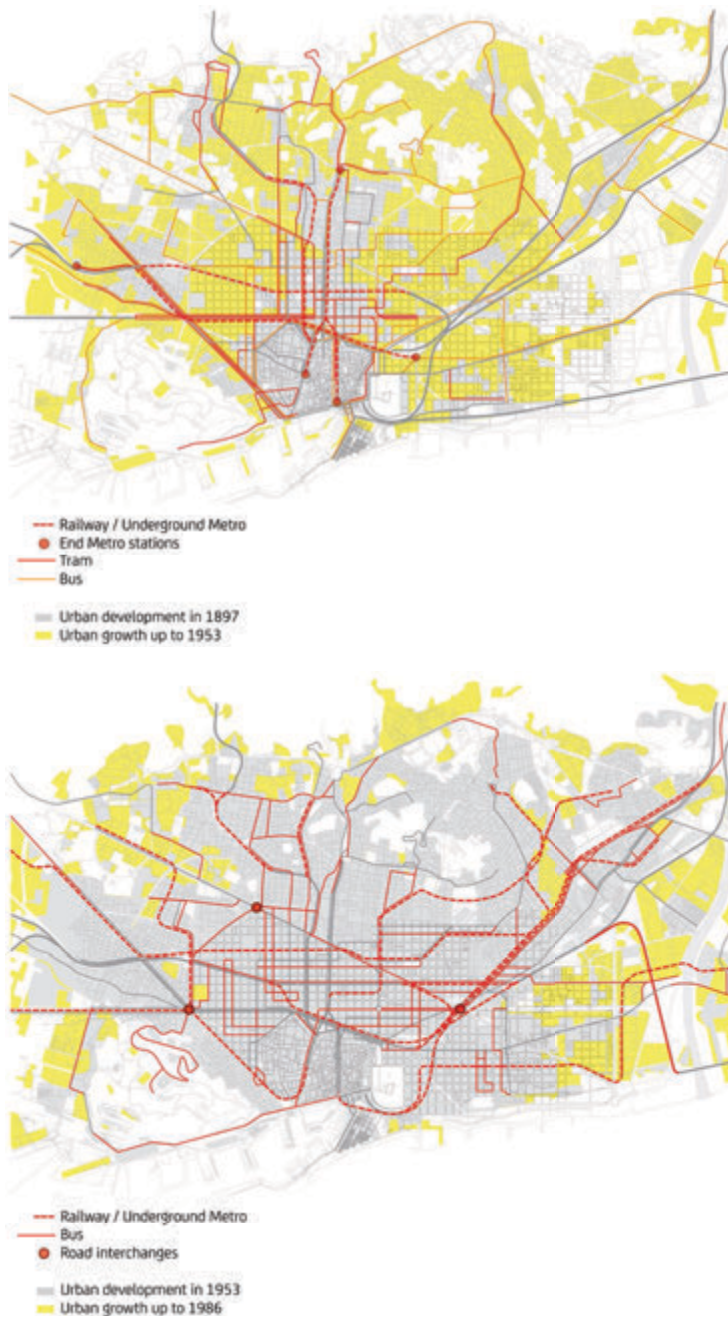 Railway / Underground Metro
End Metro stations
Tram
Bus
Urban development in 1897
Urban growth up to 1953
Railway / Underground Metro
Bus
Road interchanges
Urban development in 1953
Urban growth up to 1986